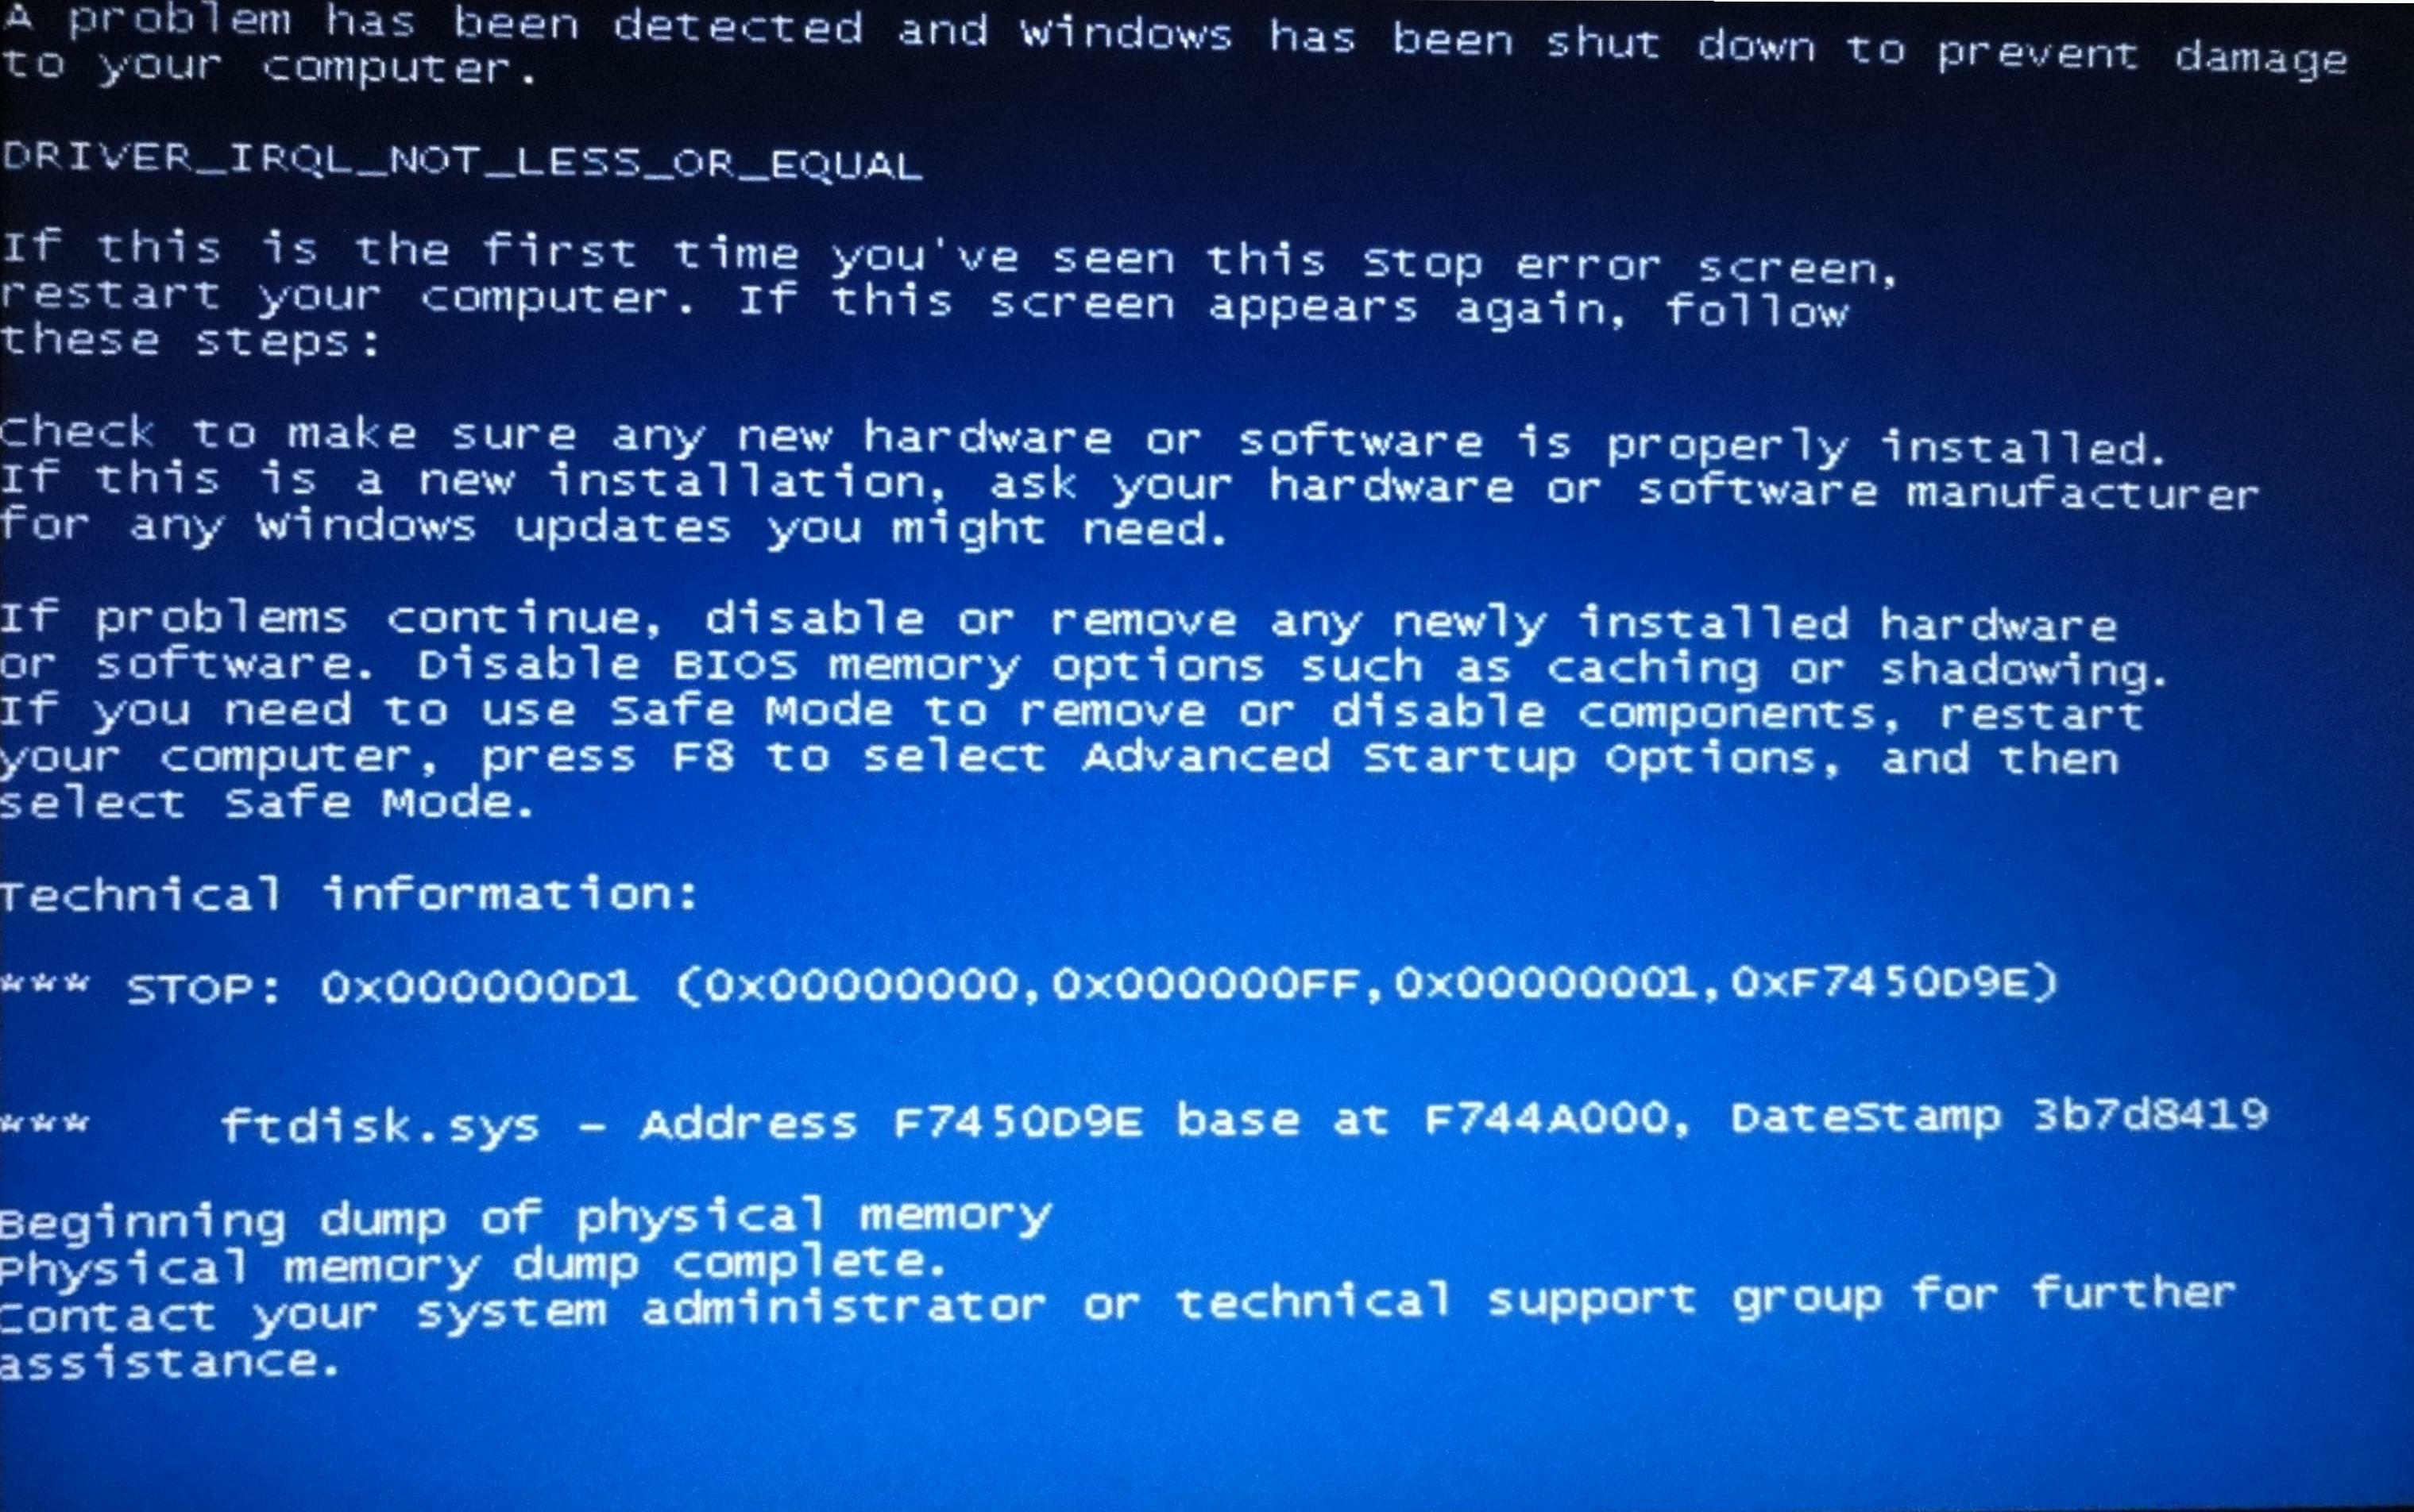 A problem has been detected and windows has been shut down to prevent damage
to your computer.
DRIVER_IRQL_NOT_LESS_OR_EQUAL
If this is the first time you've seen this stop error screen,
restart your computer. If this screen appears again, follow
these steps:
Check to make sure any new hardware or software is properly installed.
If this is a new installation, ask your hardware or software manufacturer
for any windows updates you might need.
If problems continue, disable or remove any newly installed hardware
or software. Disable BIOS memory options such as caching or shadowing.
If you need to use Safe Mode to remove or disable components, restart
your computer, press F8 to select Advanced Startup Options, and then
select Safe Mode.
Technical information:
*** STOP: 0x000000D1 (0x00000000,0x000000FF,0x00000001,0xF7450D9E)
*** ftdisk.sys - Address F7450D9E base at F744A000, DateStamp 3b7d8419
Beginning dump of physical memory
Physical memory dump complete.
Contact your system administrator or technical support group for further
assistance.